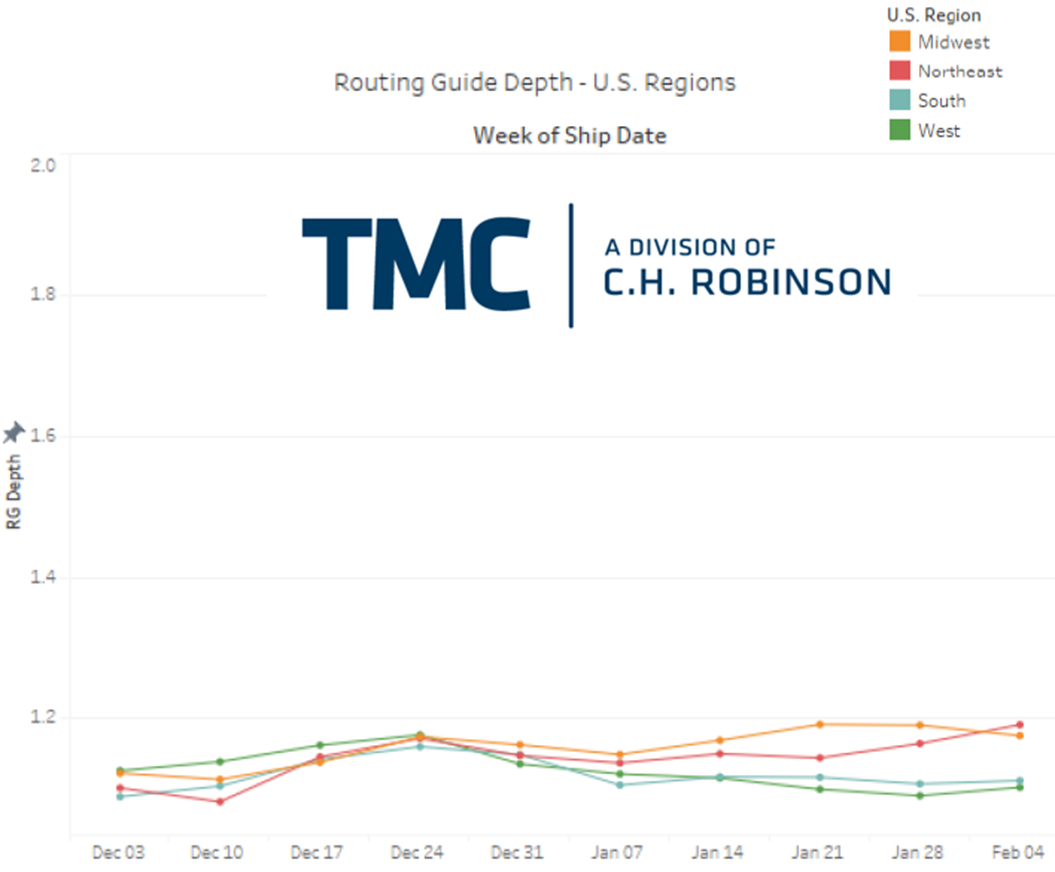 U.S. Region
Midwest
Northeast
South
West
Routing Guide Depth - U.S. Regions
Week of Ship Date
2.0
TMC
A DIVISION OF
C.H. ROBINSON
1.8
1.6
RG Depth
1.4
1.2
Dec 03 Dec 10 Dec 17 Dec 24 Dec 31 Jan 07 Jan 14 Jan 21 Jan 28 Feb 04